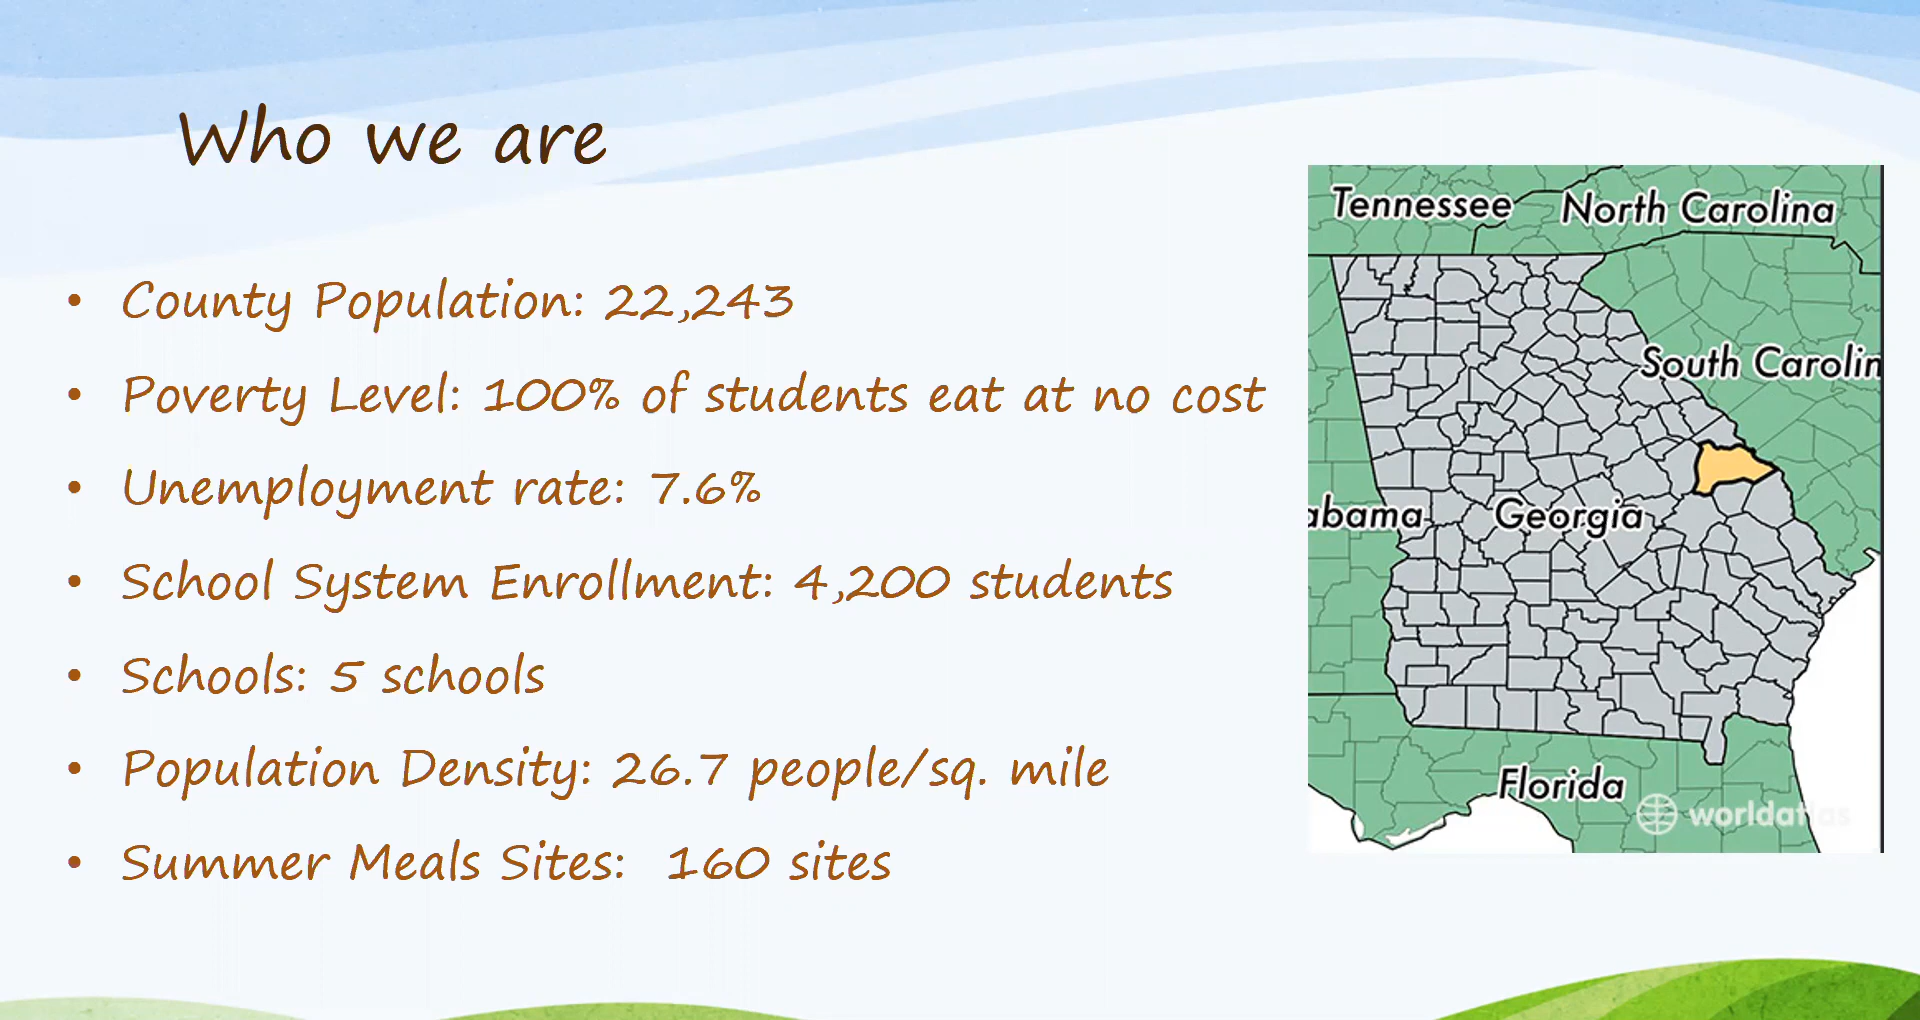 Who we are
• County Population: 22,243
• Poverty Level: 100% of students eat at no cost
• Unemployment rate: 7.6%
• School System Enrollment: 4,200 students
• Schools: 5 schools
• Population Density: 26.7 people/sq. mile
• Summer Meals Sites: 160 sites
Tennessee
North Carolina
South Carolin
abama
Georgia
Florida
worldatlas